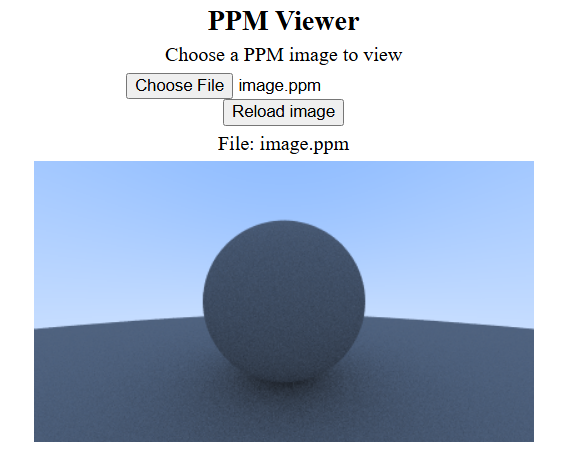 PPM Viewer
Choose a PPM image to view
Choose File image.ppm
Reload image
File: image.ppm